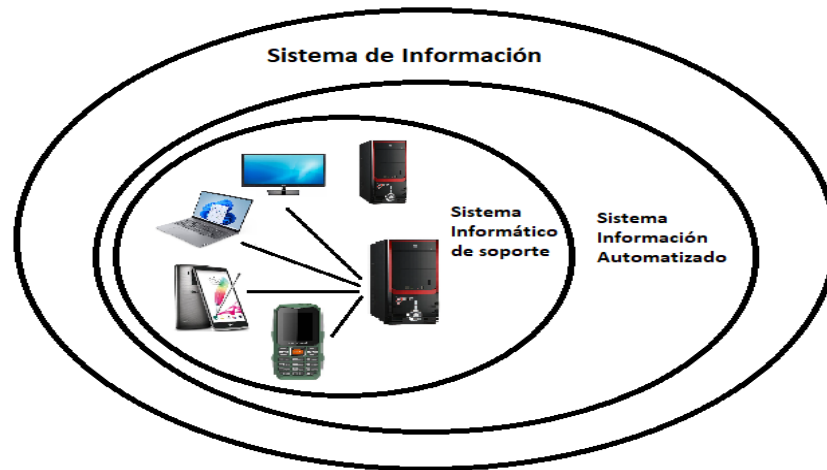 Sistema de Información
Sistema
Informático
de soporte
Sistema
Información
Automatizado